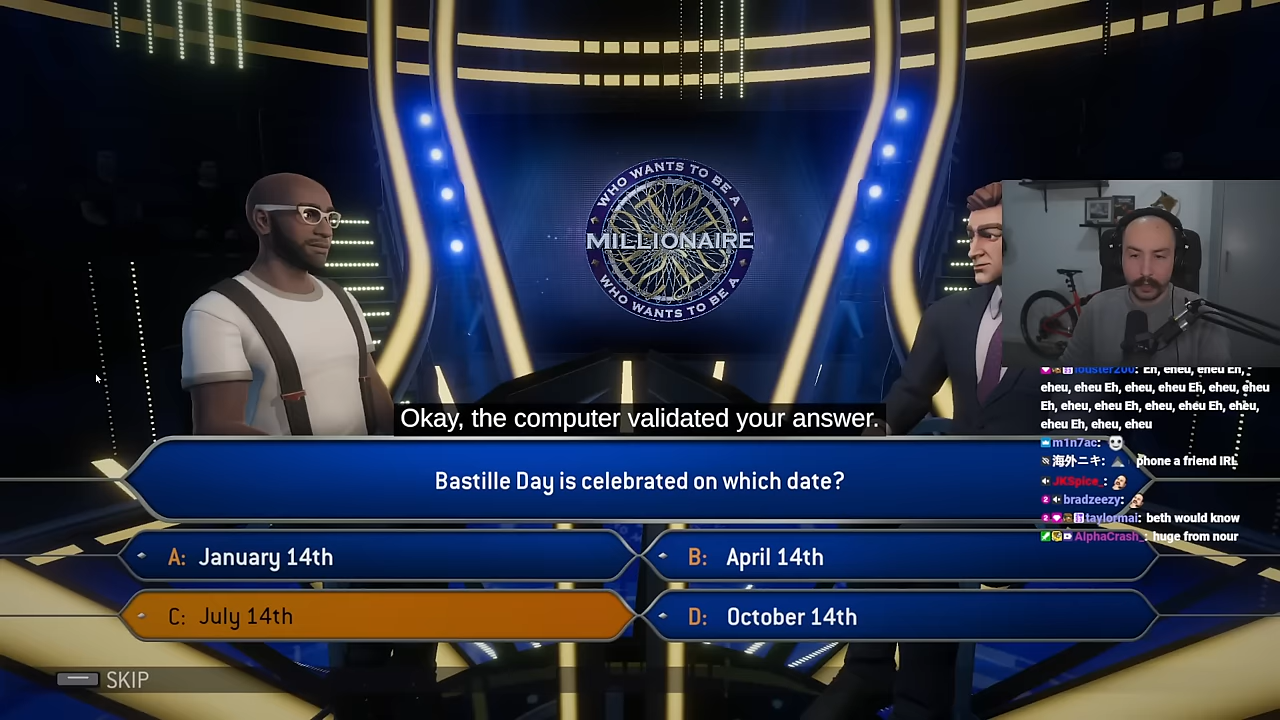 WHO WANTS TO BE A
MILLIONAIRE
WHO WANTS TO BE A
Okay, the computer validated your answer.
Bastille Day is celebrated on which date?
A: January 14th
B: April 14th
C: July 14th
D: October 14th
SKIP
louster200: Eh, eheu, eheu Eh,
eheu, eheu Eh, eheu, eheu Eh, eheu, eheu
Eh, eheu, eheu Eh, eheu, eheu Eh, eheu,
eheu Eh, eheu, eheu
m1n7ac:
海外ニキ: phone a friend IRL
JKSpice_:
bradzeezy:
taylormai: beth would know
AlphaCrash_: huge from nour